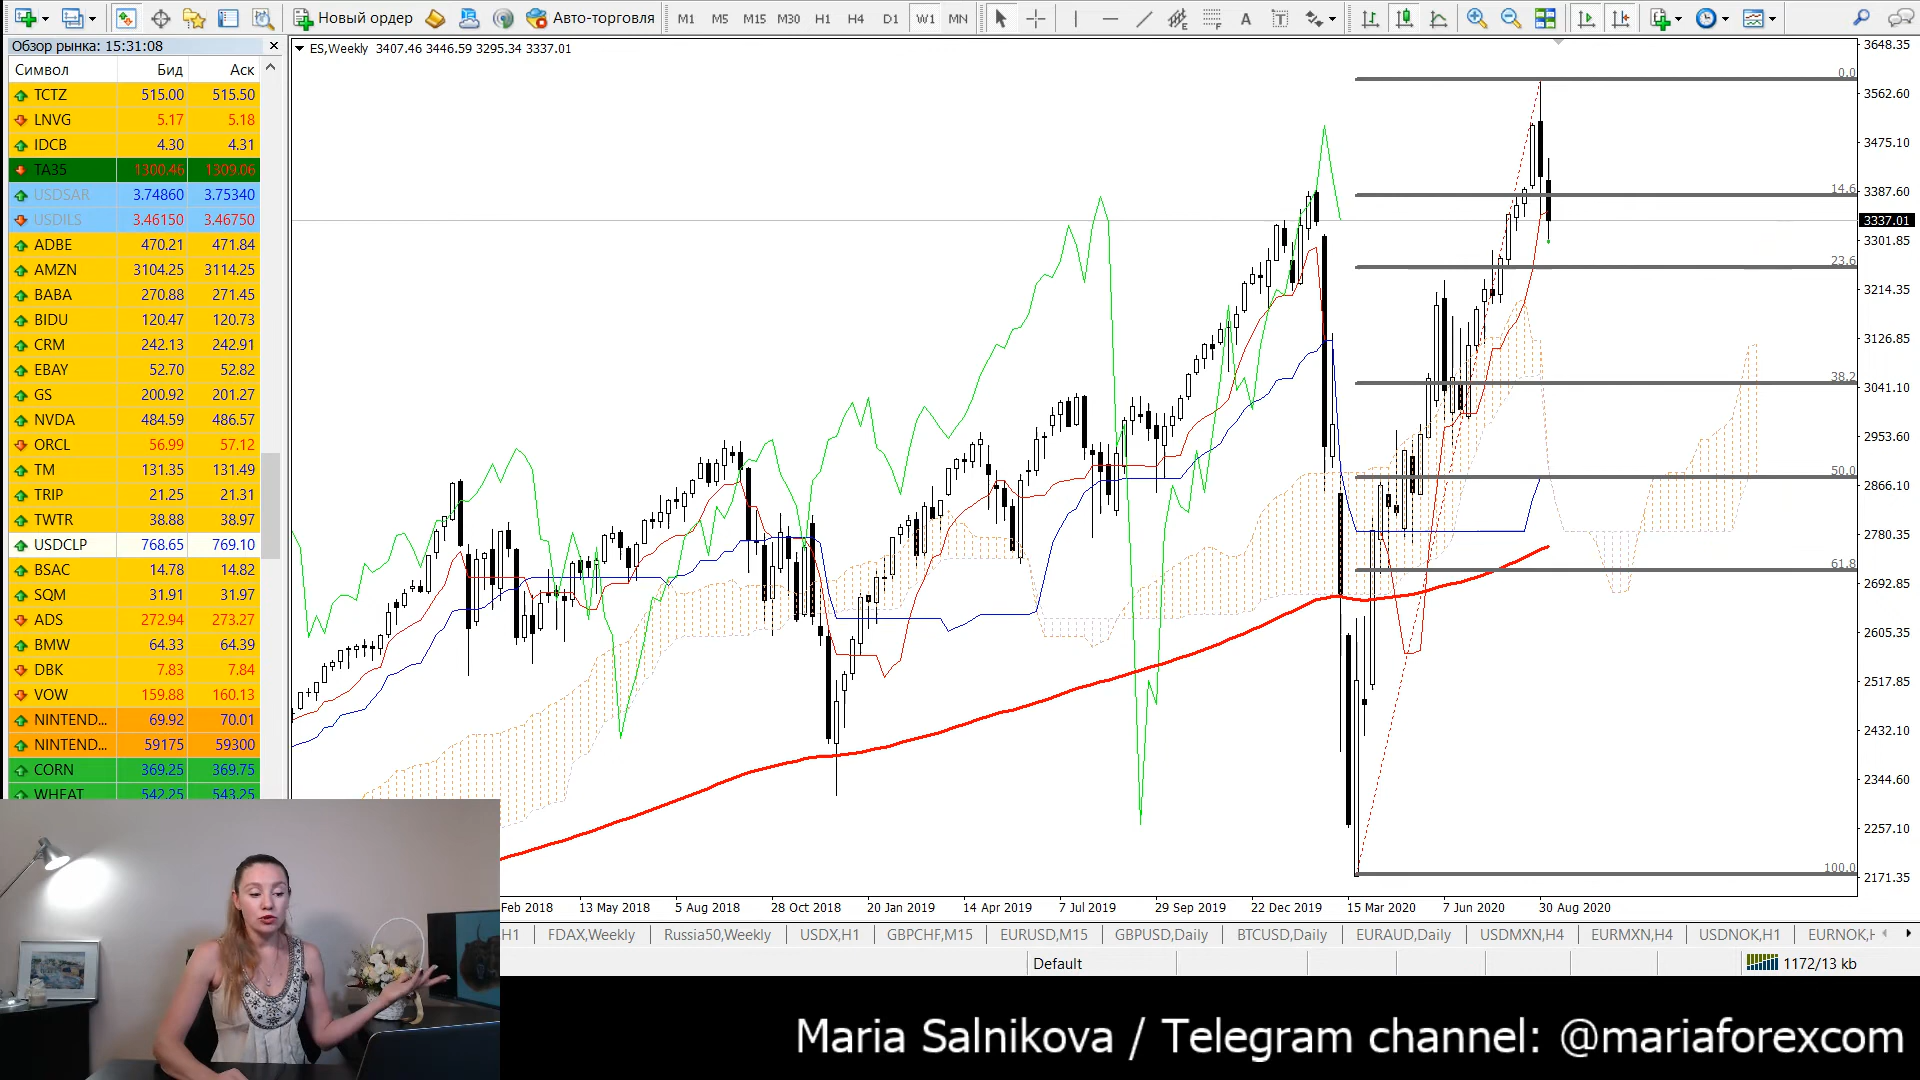 Новый ордер
Авто-торговля
M1 M5 M15 M30 H1 H4 D1 W1 MN
A T
Обзор рынка: 15:31:08
Символ Бид Аск
TCTZ 515.00 515.50
LNVG 5.17 5.18
IDCB 4.30 4.31
TA35 1300.46 1309.06
USDSAR 3.74860 3.75340
USDILS 3.46150 3.46750
ADBE 470.21 471.84
AMZN 3104.25 3114.25
BABA 270.88 271.45
BIDU 120.47 120.73
CRM 242.13 242.91
EBAY 52.70 52.82
GS 200.92 201.27
NVDA 484.59 486.57
ORCL 56.99 57.12
TM 131.35 131.49
TRIP 21.25 21.31
TWTR 38.88 38.97
USDCLP 768.65 769.10
BSAC 14.78 14.82
SQM 31.91 31.97
ADS 272.94 273.27
BMW 64.33 64.39
DBK 7.83 7.84
VOW 159.88 160.13
NINTEND... 69.92 70.01
NINTEND... 59175 59300
CORN 369.25 369.75
WHEAT 542.25 543.25
ES,Weekly 3407.46 3446.59 3295.34 3337.01
0.0
14.6
23.6
38.2
50.0
61.8
100.0
3648.35
3562.60
3475.10
3387.60
3337.01
3301.85
3214.35
3126.85
3041.10
2953.60
2866.10
2780.35
2692.85
2605.35
2517.85
2432.10
2344.60
2257.10
2171.35
Feb 2018 13 May 2018 5 Aug 2018 28 Oct 2018 20 Jan 2019 14 Apr 2019 7 Jul 2019 29 Sep 2019 22 Dec 2019 15 Mar 2020 7 Jun 2020 30 Aug 2020
H1 FDAX,Weekly Russia50,Weekly USDX,H1 GBPCHF,M15 EURUSD,M15 GBPUSD,Daily BTCUSD,Daily EURAUD,Daily USDMXN,H4 EURMXN,H4 USDNOK,H1 EURNOK,H
Default
1172/13 kb
Maria Salnikova / Telegram channel: @mariaforexcom